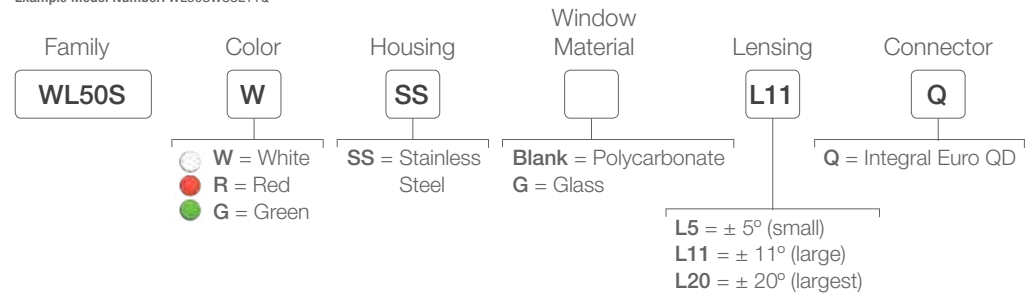 Family
Color
Housing
Window
Material
Lensing
Connector
WL50S
W
SS
L11
Q
W = White
R = Red
G = Green
SS = Stainless
Steel
Blank = Polycarbonate
G = Glass
Q = Integral Euro QD
L5 = ± 5º (small)
L11 = ± 11º (large)
L20 = ± 20º (largest)